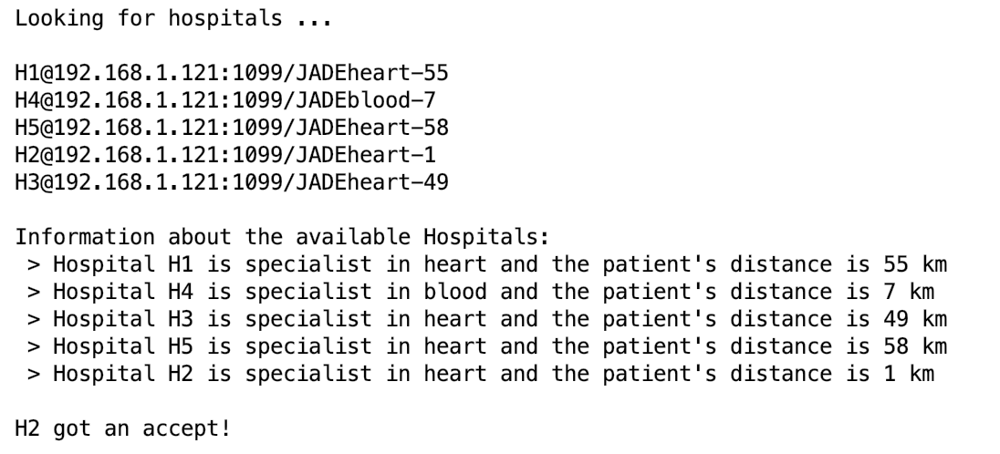 Looking for hospitals ...
H1@192.168.1.121:1099/JADEheart-55
H4@192.168.1.121:1099/JADEblood-7
H5@192.168.1.121:1099/JADEheart-58
H2@192.168.1.121:1099/JADEheart-1
H3@192.168.1.121:1099/JADEheart-49
Information about the available Hospitals:
> Hospital H1 is specialist in heart and the patient's distance is 55 km
> Hospital H4 is specialist in blood and the patient's distance is 7 km
> Hospital H3 is specialist in heart and the patient's distance is 49 km
> Hospital H5 is specialist in heart and the patient's distance is 58 km
> Hospital H2 is specialist in heart and the patient's distance is 1 km
H2 got an accept!